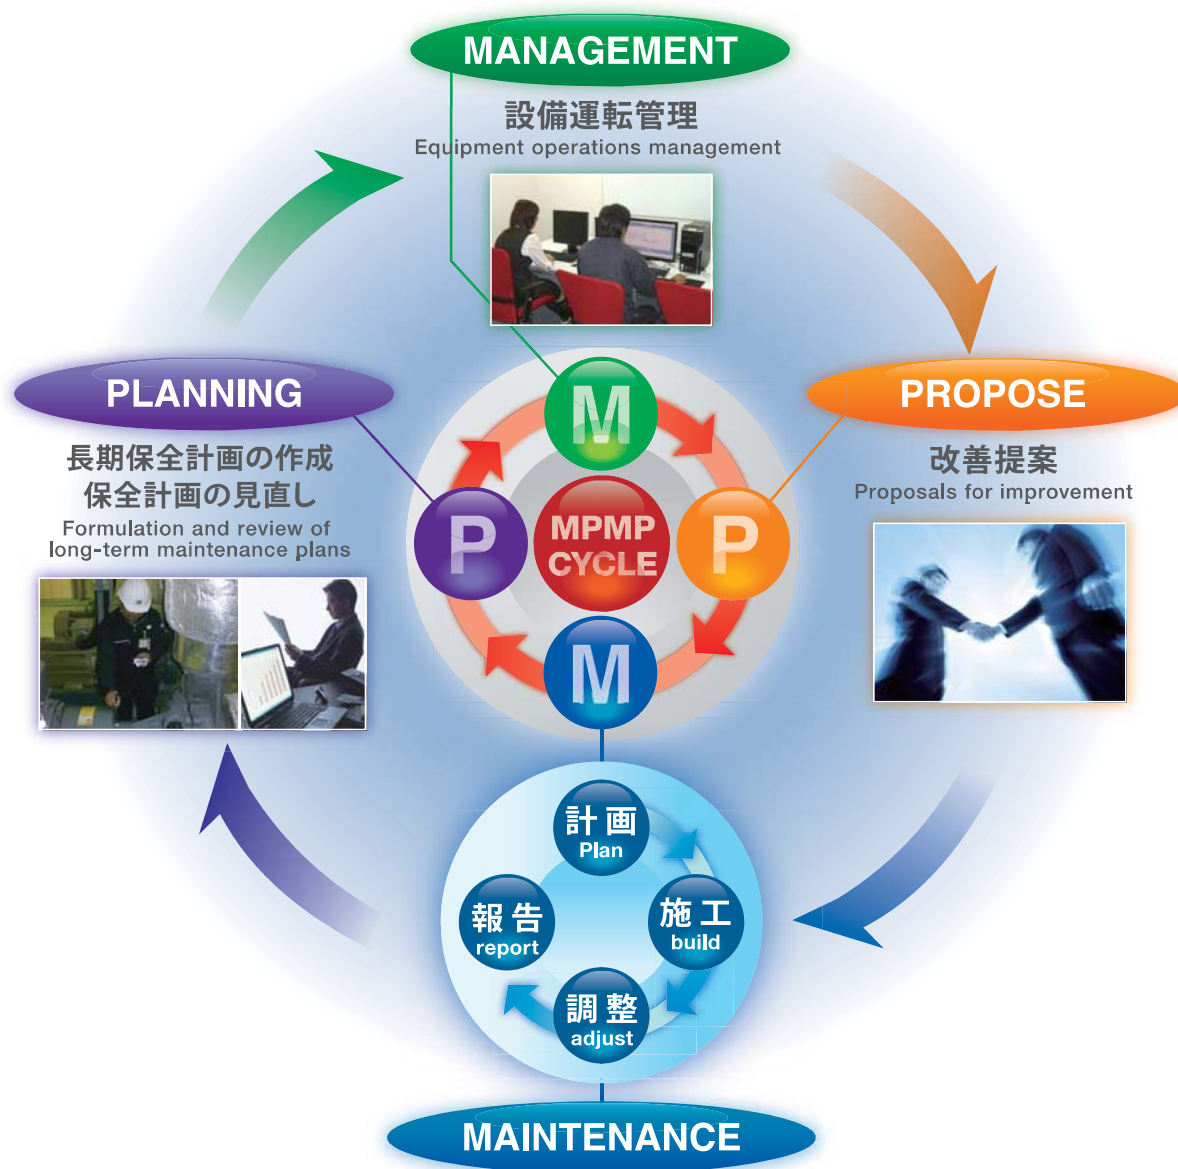 MANAGEMENT
設備運転管理
Equipment operations management
PLANNING
長期保全計画の作成
保全計画の見直し
Formulation and review of
long-term maintenance plans
PROPOSE
改善提案
Proposals for improvement
M
P
MPMP
CYCLE
P
M
計画
Plan
報告
report
施工
build
調整
adjust
MAINTENANCE